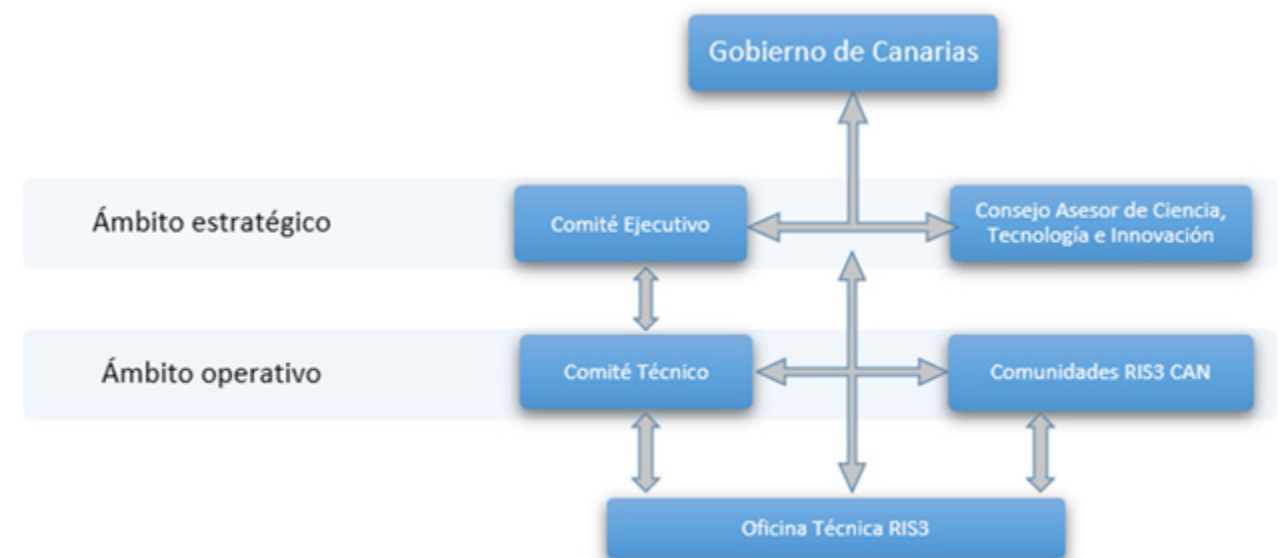 Gobierno de Canarias
Ámbito estratégico
Comité Ejecutivo
Consejo Asesor de Ciencia,
Tecnología e Innovación
Ámbito operativo
Comité Técnico
Comunidades RIS3 CAN
Oficina Técnica RIS3